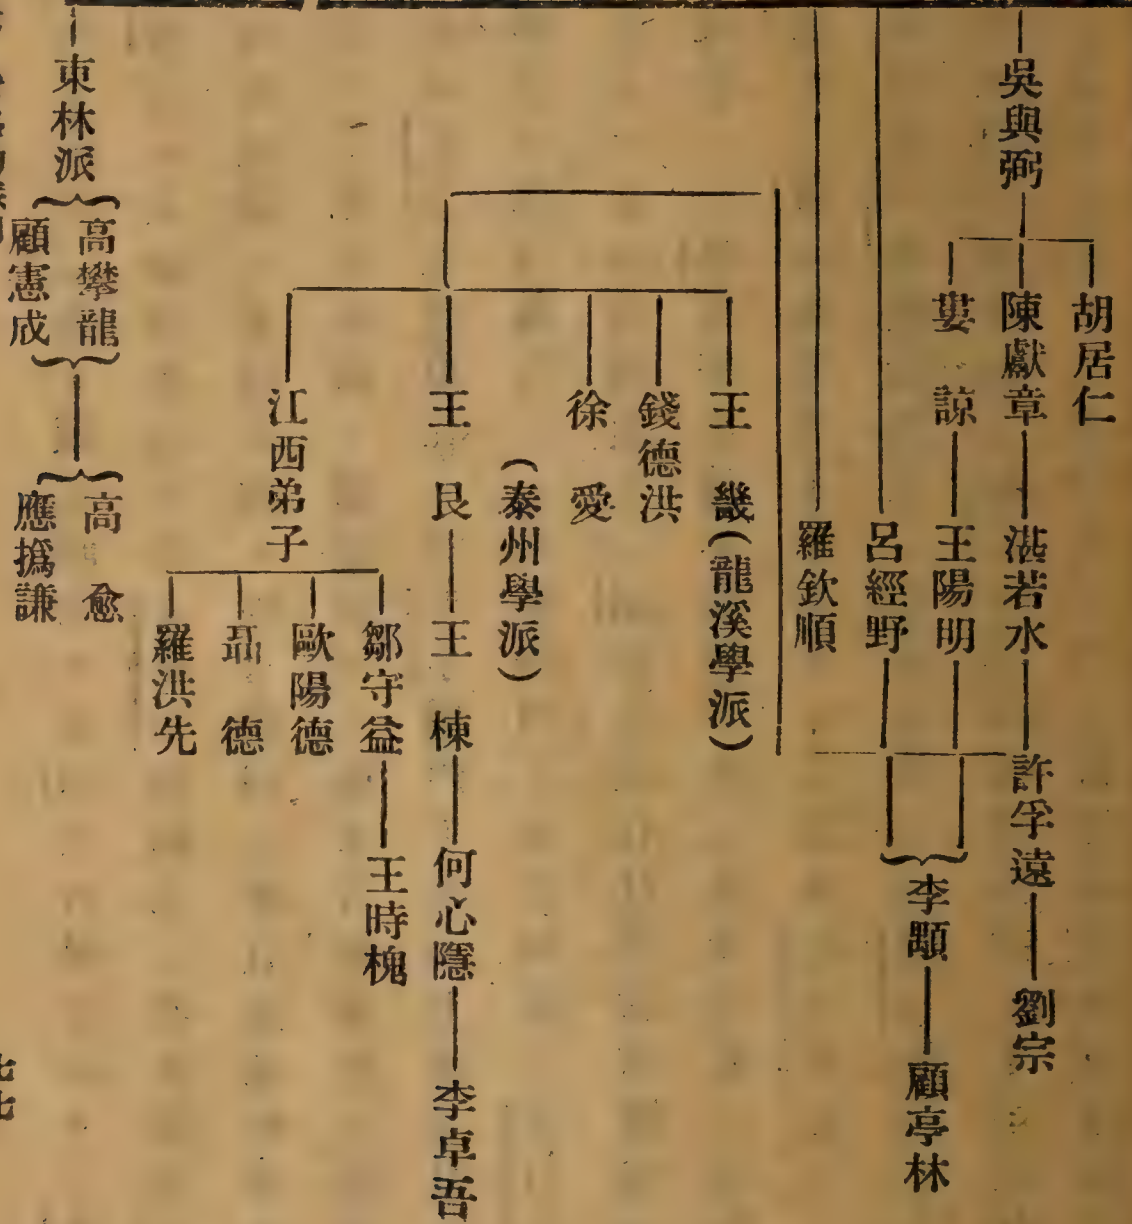 吳與弼
胡居仁
陳獻章
婁諒
湛若水
王陽明
呂經野
羅欽順
許孚遠
劉宗
李顒
顧亭林
王畿(龍溪學派)
錢德洪
徐愛
(泰州學派)
王艮
王棟
何心隱
李卓吾
江西弟子
鄒守益
歐陽德
聶德
羅洪先
王時槐
東林派
高攀龍
顧憲成
高愈
應撝謙
七七